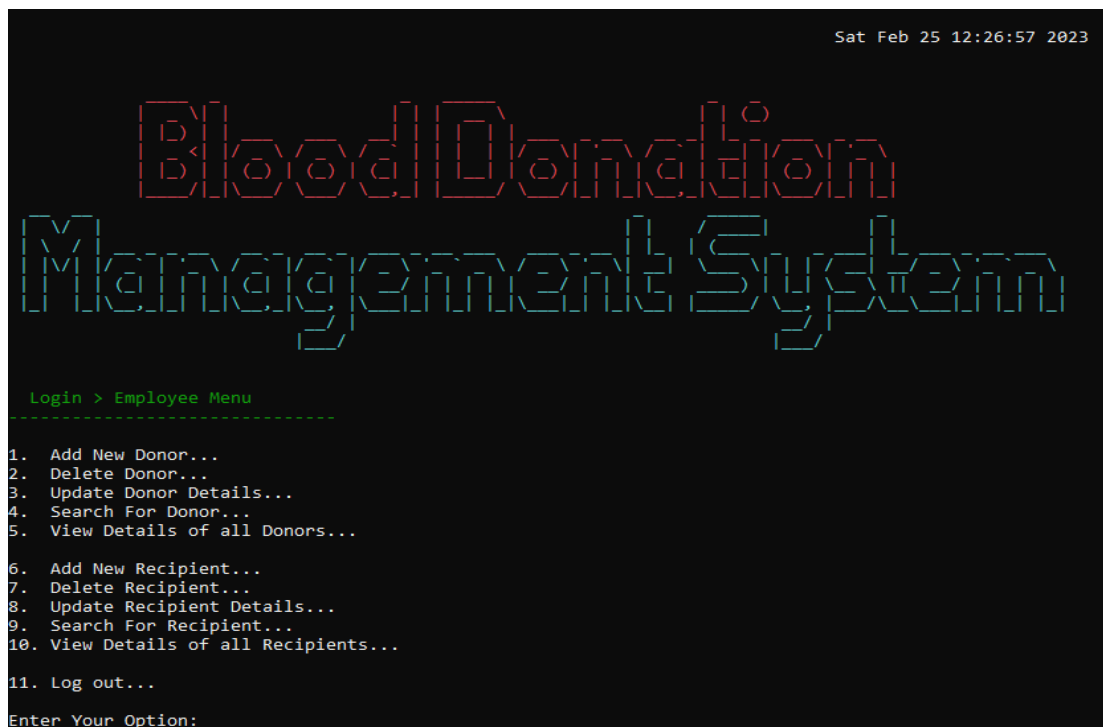 Sat Feb 25 12:26:57 2023
Blood Donation
Management System
Login > Employee Menu
-------------------------------
1. Add New Donor...
2. Delete Donor...
3. Update Donor Details...
4. Search For Donor...
5. View Details of all Donors...
6. Add New Recipient...
7. Delete Recipient...
8. Update Recipient Details...
9. Search For Recipient...
10. View Details of all Recipients...
11. Log out...
Enter Your Option: